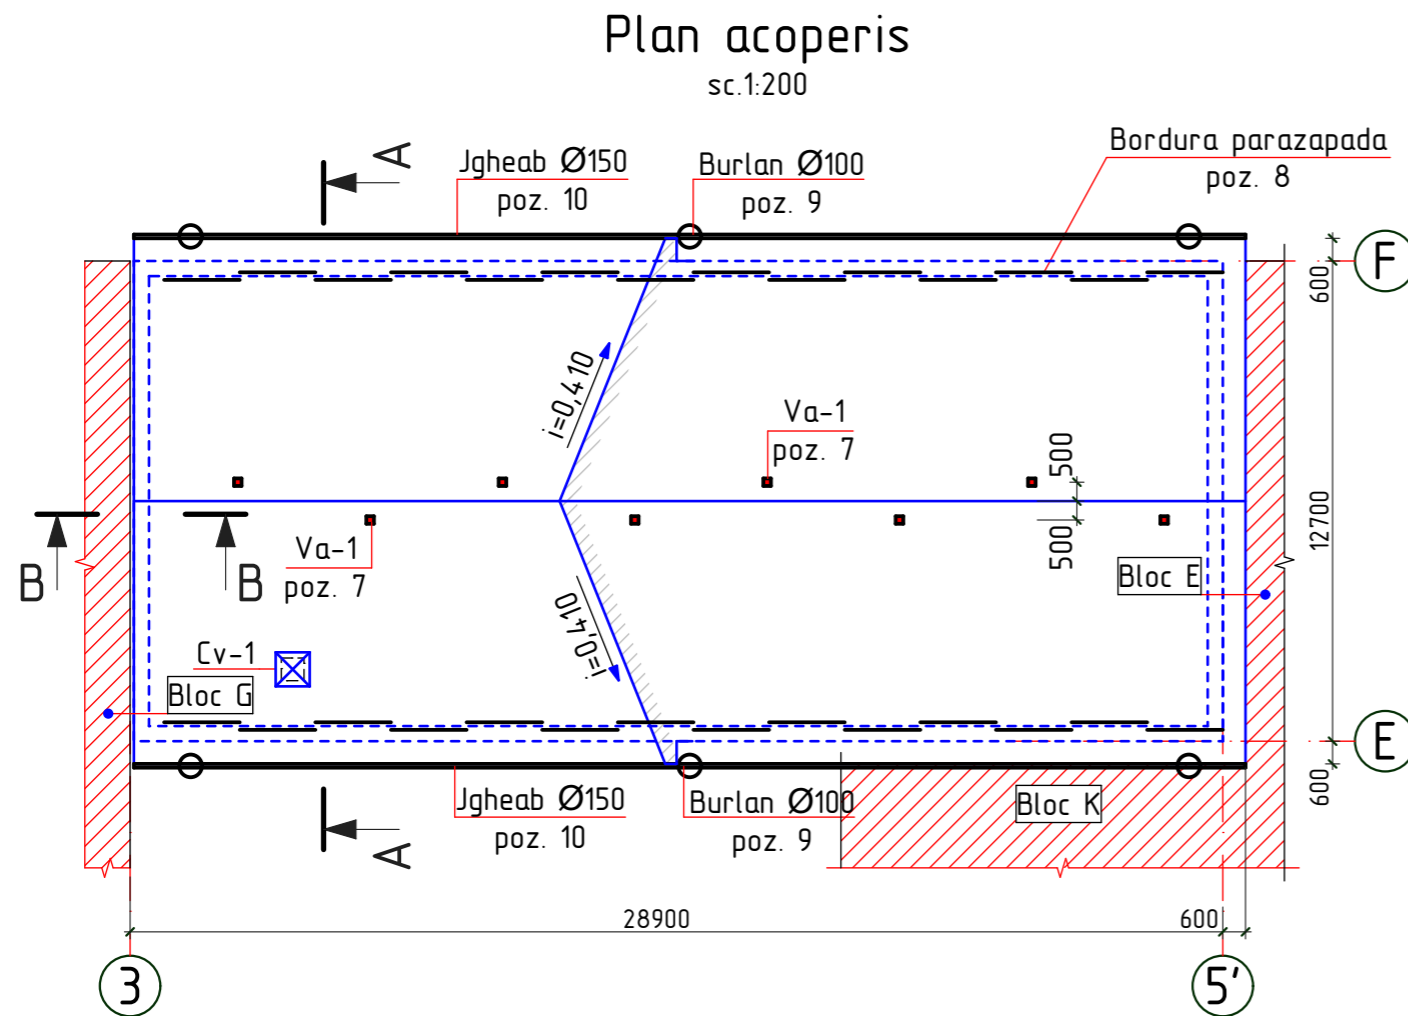 Plan acoperis
sc.1:200
A
Jgheab Ø150
poz. 10
Burlan Ø100
poz. 9
Bordura parazapada
poz. 8
F
600
i=0,410
Va-1
poz. 7
500
500
12700
B
B
Va-1
poz. 7
Bloc E
i=0,410
Cv-1
Bloc G
E
600
Jgheab Ø150
poz. 10
Burlan Ø100
poz. 9
Bloc K
A
28900
600
3
5'